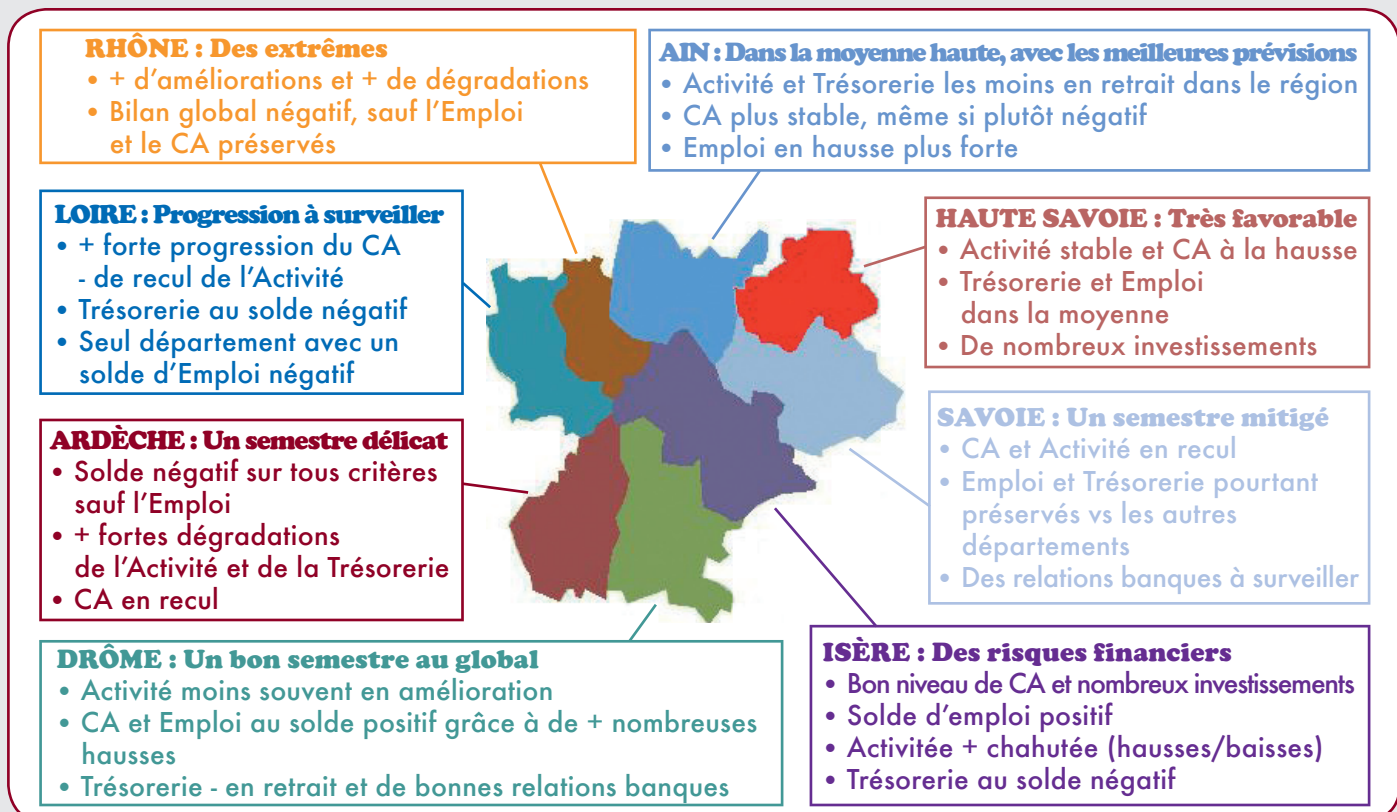 RHÔNE : Des extrêmes
• + d'améliorations et + de dégradations
• Bilan global négatif, sauf l'Emploi
et le CA préservés
AIN : Dans la moyenne haute, avec les meilleures prévisions
• Activité et Trésorerie les moins en retrait dans le région
• CA plus stable, même si plutôt négatif
• Emploi en hausse plus forte
LOIRE : Progression à surveiller
• + forte progression du CA
- de recul de l'Activité
• Trésorerie au solde négatif
• Seul département avec un
solde d'Emploi négatif
HAUTE SAVOIE : Très favorable
• Activité stable et CA à la hausse
• Trésorerie et Emploi
dans la moyenne
• De nombreux investissements
ARDÈCHE : Un semestre délicat
• Solde négatif sur tous critères
sauf l'Emploi
• + fortes dégradations
de l'Activité et de la Trésorerie
• CA en recul
SAVOIE : Un semestre mitigé
• CA et Activité en recul
• Emploi et Trésorerie pourtant
préservés vs les autres
départements
• Des relations banques à surveiller
DRÔME : Un bon semestre au global
• Activité moins souvent en amélioration
• CA et Emploi au solde positif grâce à de + nombreuses
hausses
• Trésorerie - en retrait et de bonnes relations banques
ISÈRE : Des risques financiers
• Bon niveau de CA et nombreux investissements
• Solde d'emploi positif
• Activitée + chahutée (hausses/baisses)
• Trésorerie au solde négatif